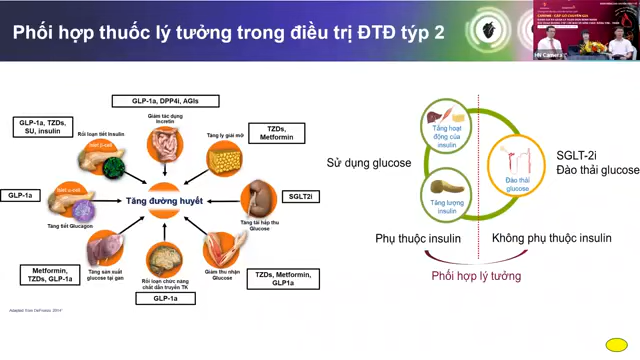 Phối hợp thuốc lý tưởng trong điều trị ĐTĐ týp 2
HN Camera
GLP-1a, DPP4i, AGIs
Giảm tác dụng
Incretin
GLP-1a, TZDs,
SU, insulin
Rối loạn tiết Insulin
TZDs,
Metformin
Tăng ly giải mỡ
GLP-1a
Tăng tiết Glucagon
Tăng đường huyết
SGLT2i
Tăng tái hấp thu
Glucose
Metformin,
TZDs, GLP-1a
Tăng sản xuất
glucose tại gan
Rối loạn chức năng
chất dẫn truyền TK
GLP-1a
Giảm thu nhận
Glucose
TZDs, Metformin,
GLP1a
Sử dụng glucose
Tăng hoạt
động của
insulin
Tăng lượng
insulin
Đào thải
glucose
SGLT-2i
Đào thải glucose
Phụ thuộc insulin
Không phụ thuộc insulin
Phối hợp lý tưởng